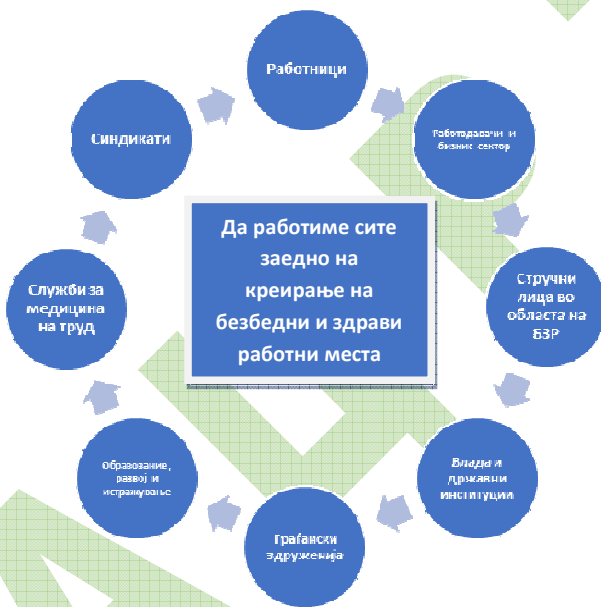 Работници
Работодавачи и
бизнис сектор
Стручни
лица во
областа на
БЗР
Влада и
државни
институции
Граѓански
здруженија
Образование,
развој и
истражување
Служби за
медицина
на труд
Синдикати
Да работиме сите
заедно на
креирање на
безбедни и здрави
работни места